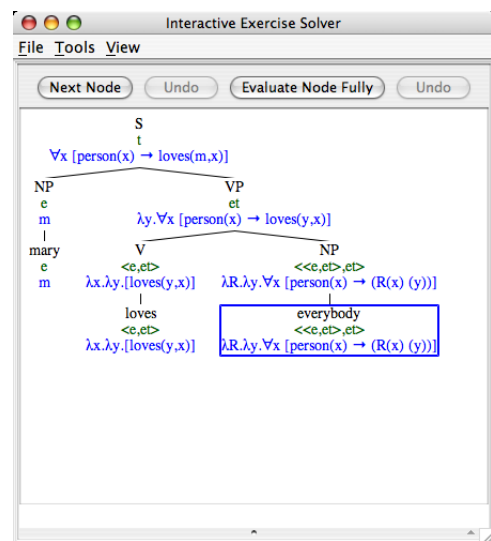 Interactive Exercise Solver
File Tools View
Next Node Undo Evaluate Node Fully Undo
S
t
∀x [person(x) → loves(m,x)]
NP VP
e et
m λy.∀x [person(x) → loves(y,x)]
mary V NP
e <e,et> <<e,et>,et>
m λx.λy.[loves(y,x)] λR.λy.∀x [person(x) → (R(x) (y))]
loves everybody
<e,et> <<e,et>,et>
λx.λy.[loves(y,x)] λR.λy.∀x [person(x) → (R(x) (y))]